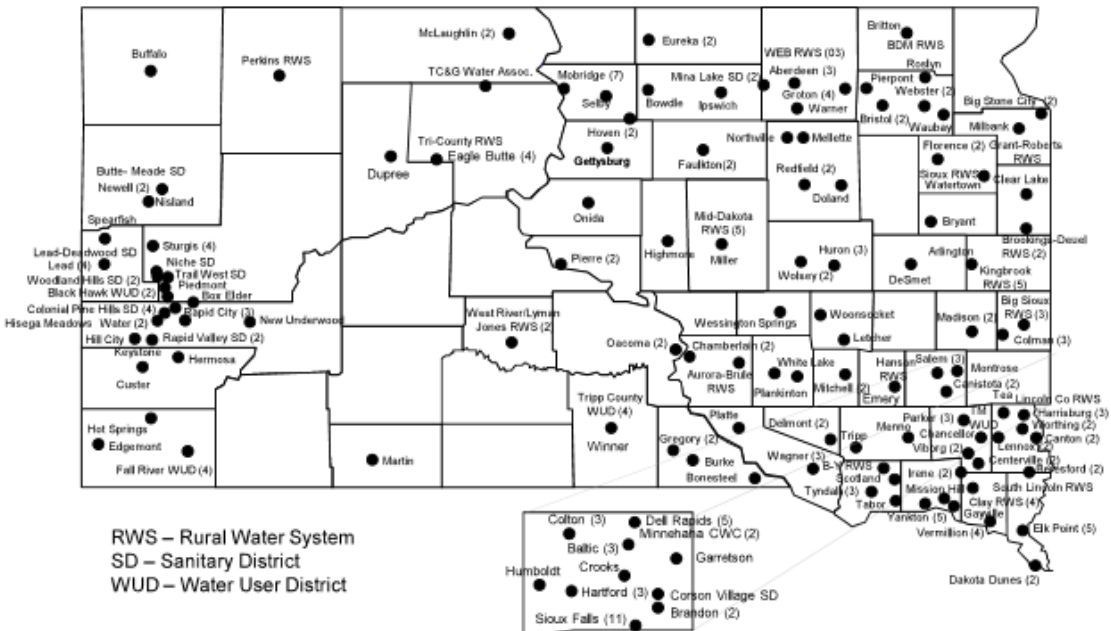 McLaughlin (2)
Britton
Eureka (2)
BDM RWS
WEB RWS (03)
Buffalo
Perkins RWS
Roslyn
TC&G Water Assoc.
Mobridge (7)
Mina Lake SD (2)
Aberdeen (3)
Pierpont
Webster (2)
Selby
Bowdle
Ipswich
Groton (4)
Warner
Bristol (2)
Waubay
Big Stone City (2)
Milbank
Hoven (2)
Northville
Mellette
Tri-County RWS
Eagle Butte (4)
Gettysburg
Florence (2)
Grant-Roberts
RWS
Dupree
Faulkton(2)
Redfield (2)
Sioux RWS
Watertown
Clear Lake
Butte- Meade SD
Newell (2)
Nisland
Doland
Onida
Mid-Dakota
RWS (5)
Bryant
Spearfish
Lead-Deadwood SD
Sturgis (4)
Highmore
Miller
Huron (3)
Arlington
Brookings-Deuel
RWS (2)
Lead (4)
Niche SD
Trail West SD
Pierre (2)
Wolsey (2)
DeSmet
Kingbrook
RWS (5)
Woodland Hills SD (2)
Piedmont
Black Hawk WUD (2)
Box Elder
Colonial Pine Hills SD (4)
Rapid City (3)
West River/Lyman
Jones RWS (2)
Wessington Springs
Woonsocket
Madison (2)
Big Sioux
RWS (3)
Hisega Meadows Water (2)
New Underwood
Hill City
Rapid Valley SD (2)
Letcher
Colman (3)
Oacoma (2)
Chamberlain (2)
Keystone
Hermosa
Aurora-Brule
RWS
White Lake
Hanson
RWS
Salem (3)
Montrose
Custer
Plankinton
Mitchell (2)
Emery
Canistota (2)
Tripp County
WUD (4)
Tea
Lincoln Co RWS
Platte
Delmont (2)
Parker (3)
TM
WUD
Harrisburg (3)
Worthing (2)
Hot Springs
Winner
Menno
Chancellor
Canton (2)
Edgemont
Gregory (2)
Tripp
Viborg (2)
Lennox (2)
Fall River WUD (4)
Martin
Burke
Wagner (3)
B-Y RWS
Centerville (2)
Bonesteel
Scotland
Irene (2)
Beresford (2)
Tyndall (3)
Mission Hill
South Lincoln RWS
Tabor
Clay RWS (4)
Yankton (5)
Gayville
Vermillion (4)
Elk Point (5)
Dakota Dunes (2)
RWS – Rural Water System
SD – Sanitary District
WUD – Water User District
Colton (3)
Dell Rapids (5)
Minnehaha CWC (2)
Baltic (3)
Garretson
Crooks
Humboldt
Hartford (3)
Corson Village SD
Brandon (2)
Sioux Falls (11)